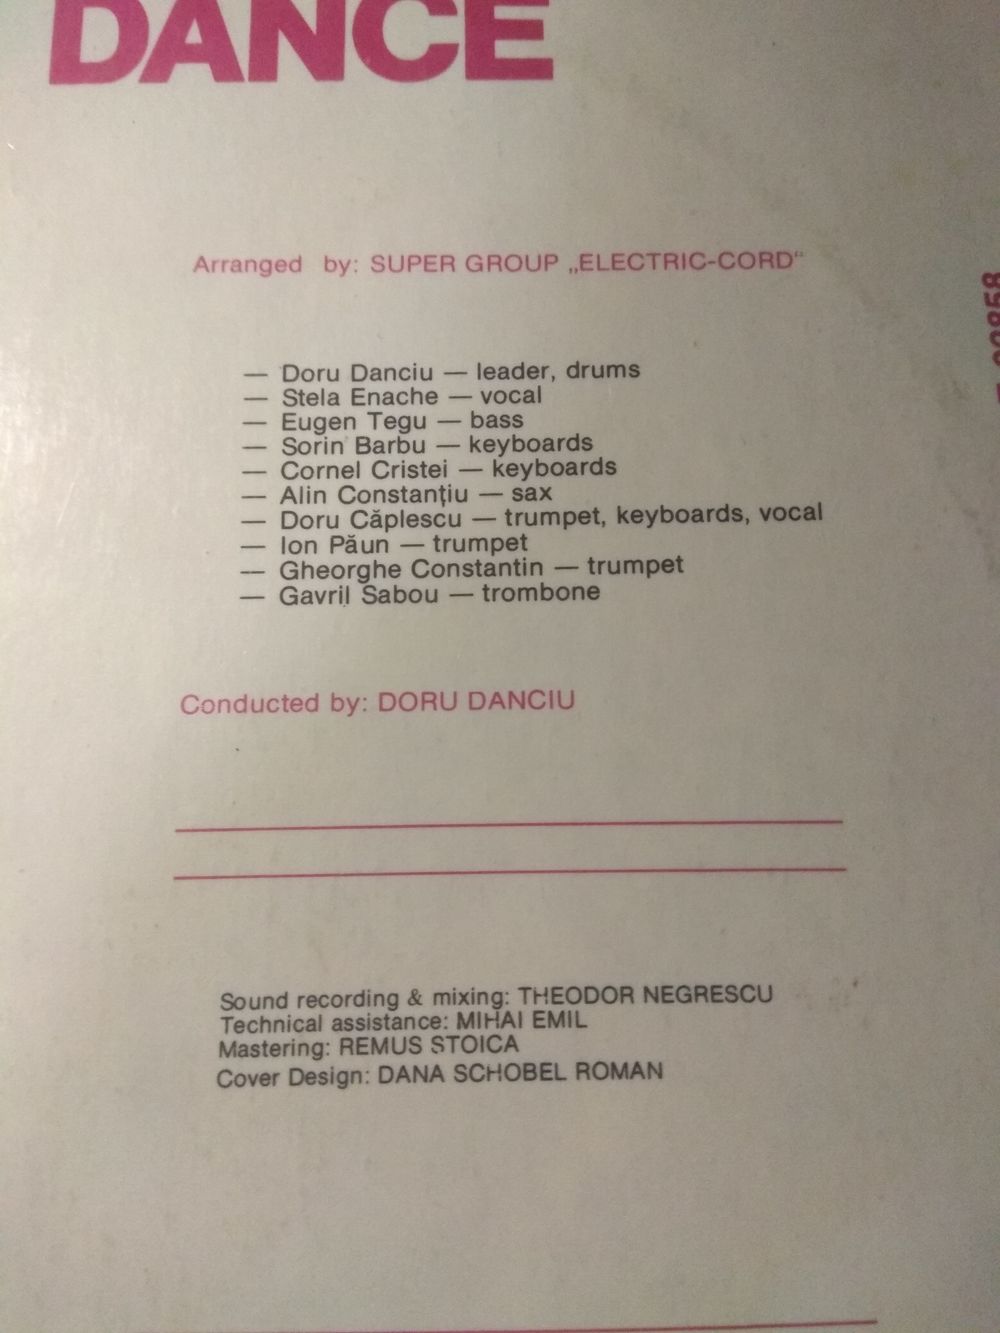 DANCE
Arranged by: SUPER GROUP „ELECTRIC-CORD“
— Doru Danciu — leader, drums
— Stela Enache — vocal
— Eugen Tegu — bass
— Sorin Barbu — keyboards
— Cornel Cristei — keyboards
— Alin Constanțiu — sax
— Doru Căplescu — trumpet, keyboards, vocal
— Ion Păun — trumpet
— Gheorghe Constantin — trumpet
— Gavril Sabou — trombone
Conducted by: DORU DANCIU
Sound recording & mixing: THEODOR NEGRESCU
Technical assistance: MIHAI EMIL
Mastering: REMUS STOICA
Cover Design: DANA SCHOBEL ROMAN